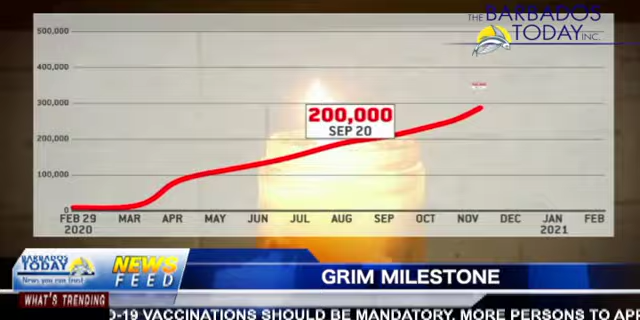 THE BARBADOS
TODAY INC.
500,000
400,000
300,000
200,000
100,000
0
200,000
SEP 20
FEB 29
2020
MAR
APR
MAY
JUN
JUL
AUG
SEP
OCT
NOV
DEC
JAN
2021
FEB
BARBADOS
TODAY
News you can trust
NEWS
FEED
GRIM MILESTONE
WHAT'S TRENDING
D-19 VACCINATIONS SHOULD BE MANDATORY. MORE PERSONS TO APP